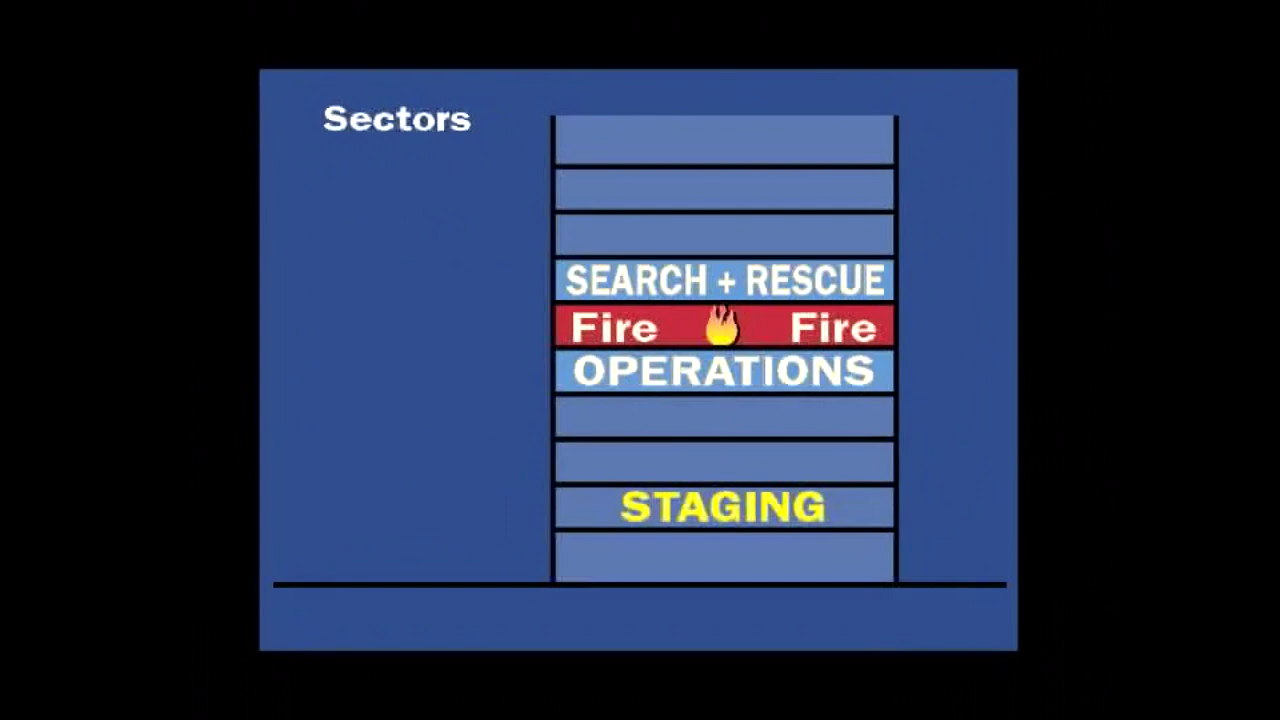 Sectors
SEARCH + RESCUE
Fire Fire
OPERATIONS
STAGING